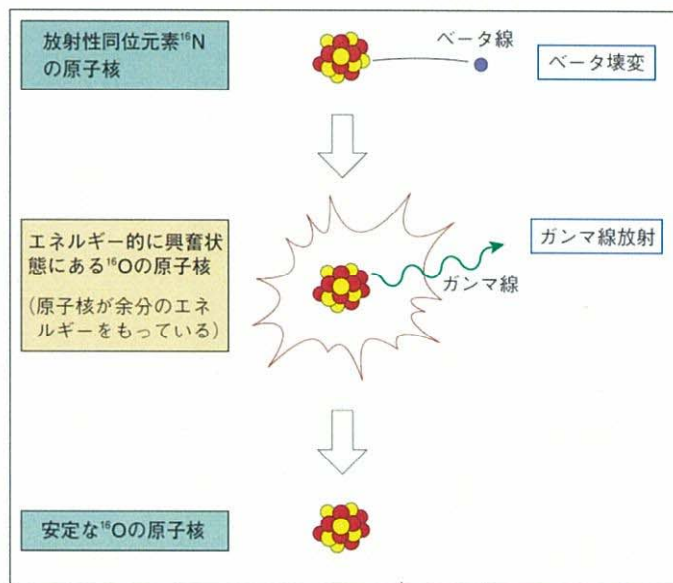 放射性同位元素¹⁶N
の原子核
ベータ線
ベータ壊変
エネルギー的に興奮状
態にある¹⁶Oの原子核
(原子核が余分のエネ
ルギーをもっている)
ガンマ線放射
ガンマ線
安定な¹⁶Oの原子核